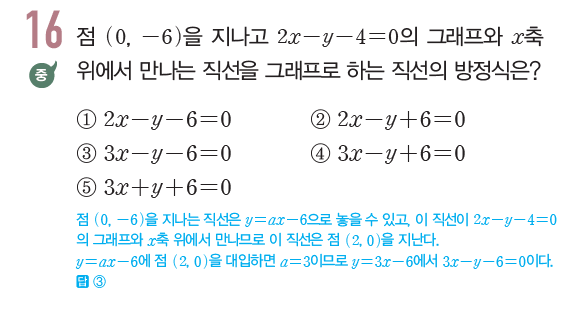 16
중
점 (0, −6)을 지나고 2x−y−4=0의 그래프와 x축
위에서 만나는 직선을 그래프로 하는 직선의 방정식은?
① 2x−y−6=0 ② 2x−y+6=0
③ 3x−y−6=0 ④ 3x−y+6=0
⑤ 3x+y+6=0
점 (0, −6)을 지나는 직선은 y=ax−6으로 놓을 수 있고, 이 직선이 2x−y−4=0
의 그래프와 x축 위에서 만나므로 이 직선은 점 (2, 0)을 지난다.
y=ax−6에 점 (2, 0)을 대입하면 a=3이므로 y=3x−6에서 3x−y−6=0이다.
답 ③